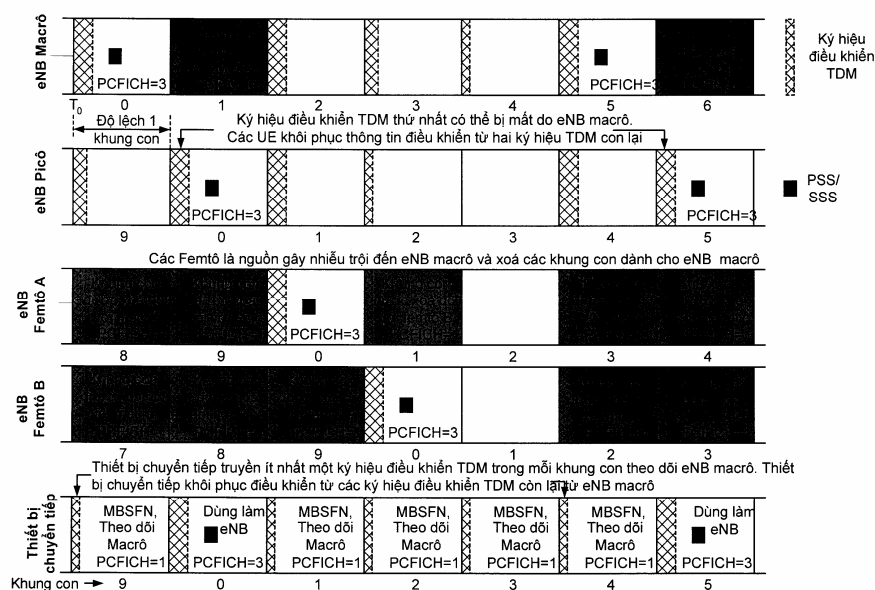 eNB Macrô
PCFICH=3
PCFICH=3
Ký hiệu
điều khiển
TDM
T0
0 1 2 3 4 5 6
Độ lệch 1
khung con
Ký hiệu điều khiển TDM thứ nhất có thể bị mất do eNB macrô.
Các UE khôi phục thông tin điều khiển từ hai ký hiệu TDM còn lại
eNB Picô
PCFICH=3
PCFICH=3
PSS/
SSS
9 0 1 2 3 4 5
Các Femtô là nguồn gây nhiễu trội đến eNB macrô và xoá các khung con dành cho eNB macrô
eNB
Femtô A
PCFICH=3
8 9 0 1 2 3 4
eNB
Femtô B
PCFICH=3
7 8 9 0 1 2 3
Thiết bị chuyển tiếp truyền ít nhất một ký hiệu điều khiển TDM trong mỗi khung con theo dõi eNB macrô. Thiết
bị chuyển tiếp khôi phục điều khiển từ các ký hiệu điều khiển TDM còn lại từ eNB macrô
Thiết bị
chuyển tiếp
MBSFN,
Theo dõi
Macrô
PCFICH=1
Dùng làm
eNB
PCFICH=3
MBSFN,
Theo dõi
Macrô
PCFICH=1
MBSFN,
Theo dõi
Macrô
PCFICH=1
MBSFN,
Theo dõi
Macrô
PCFICH=1
MBSFN,
Theo dõi
Macrô
PCFICH=1
Dùng làm
eNB
PCFICH=3
Khung con 9 0 1 2 3 4 5